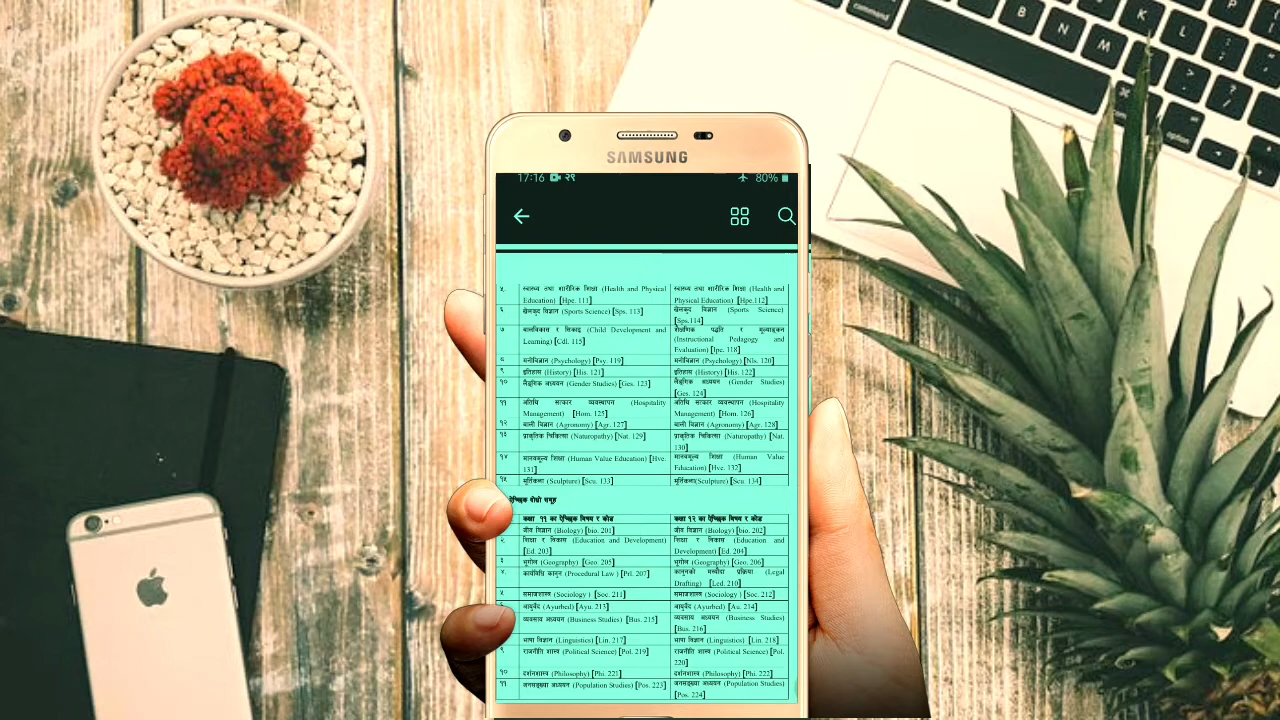 command
B
N
M
K
L
P
:
;
{
[
<
,
>
.
?
/
option
SAMSUNG
17:16 २९ 80%
५. स्वास्थ्य तथा शारीरिक शिक्षा (Health and Physical स्वास्थ्य तथा शारीरिक शिक्षा (Health and
Education) [Hpe. 111] Physical Education) [Hpe.112]
६ खेलकुद विज्ञान (Sports Science) [Sps. 113] खेलकुद विज्ञान (Sports Science)
[Sps.114]
७ बालविकास र सिकाइ (Child Development and शैक्षणिक पद्धति र मूल्याङ्कन
Learning) [Cdl. 115] (Instructional Pedagogy and
Evaluation) [Ipe. 118]
८ मनोविज्ञान (Psychology) [Psy. 119] मनोविज्ञान (Psychology) [Nls. 120]
९ इतिहास (History) [His. 121] इतिहास (History) [His. 122]
१० लैङ्गिक अध्ययन (Gender Studies) [Ges. 123] लैङ्गिक अध्ययन (Gender Studies)
[Ges. 124]
११ अतिथि सत्कार व्यवस्थापन (Hospitality अतिथि सत्कार व्यवस्थापन (Hospitality
Management) [Hom. 125] Management) [Hom. 126]
१२ बाली विज्ञान (Agronomy) [Agr. 127] बाली विज्ञान (Agronomy) [Agr. 128]
१३ प्राकृतिक चिकित्सा (Naturopathy) [Nat. 129] प्राकृतिक चिकित्सा (Naturopathy) [Nat.
130]
१४ मानवमूल्य शिक्षा (Human Value Education) [Hve. मानवमूल्य शिक्षा (Human Value
131] Education) [Hve. 132]
१५ मूर्तिकला (Sculpture) [Scu. 133] मूर्तिकला(Sculpture) [Scu. 134]
ऐच्छिक दोस्रो समूह
कक्षा ११ का ऐच्छिक विषय र कोड कक्षा १२ का ऐच्छिक विषय र कोड
जीव विज्ञान (Biology) [bio. 201] जीव विज्ञान (Biology) [bio. 202]
२. शिक्षा र विकास (Education and Development) शिक्षा र विकास (Education and
[Ed. 203] Development) [Ed. 204]
३ भूगोल (Geography) [Geo. 205] भूगोल (Geography) [Geo. 206]
४. कार्यविधि कानून (Procedural Law ) [Prl. 207] कानूनको मस्यौदा प्रक्रिया (Legal
Drafting) [Led. 210]
५ समाजशास्त्र (Sociology ) [Soc. 211] समाजशास्त्र (Sociology) [Soc. 212]
आयुर्वेद (Ayurbed) [Ayu. 213] आयुर्वेद (Ayurbed) [Au. 214]
व्यवसाय अध्ययन (Business Studies) [Bus. 215] व्यवसाय अध्ययन (Business Studies)
[Bus. 216]
भाषा विज्ञान (Linguistics) [Lin. 217] भाषा विज्ञान (Linguistics) [Lin. 218]
९ राजनीति शास्त्र (Political Science) [Pol. 219] राजनीति शास्त्र (Political Science) [Pol.
220]
१० दर्शनशास्त्र (Philosophy) [Phi. 221] दर्शनशास्त्र (Philosophy) [Phi. 222]
११ जनसङ्ख्या अध्ययन (Population Studies) [Pos. 223] जनसङ्ख्या अध्ययन (Population Studies)
[Pos. 224]